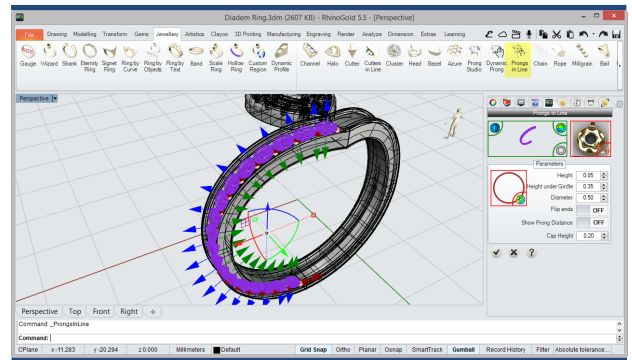 Diadem Ring.3dm (2607 KB) - RhinoGold 5.5 - [Perspective]
File Drawing Modelling Transform Gems Jewellery Artistics Clayoo 3D Printing Manufacturing Engraving Render Analyze Dimension Extras Learning
Gauge Wizard Shank Eternity Ring Signet Ring Ring by Curve Ring by Objects Ring by Text Band Scale Ring Hollow Ring Custom Region Dynamic Profile Channel Halo Cutter Cutters in Line Cluster Head Bezel Azure Prong Studio Dynamic Prong Prongs in Line Chain Rope Millgrain Bail
Perspective
Prongs in Line
Parameters
Height 0.05
Height under Girdle 0.35
Diameter 0.50
Flip ends OFF
Show Prong Distance OFF
Cap Height 0.20
Perspective Top Front Right
Command: _ProngsInLine
Command:
CPlane x -11.283 y -20.294 z 0.000 Millimeters Default Grid Snap Ortho Planar Osnap SmartTrack Gumball Record History Filter Absolute tolerance:...